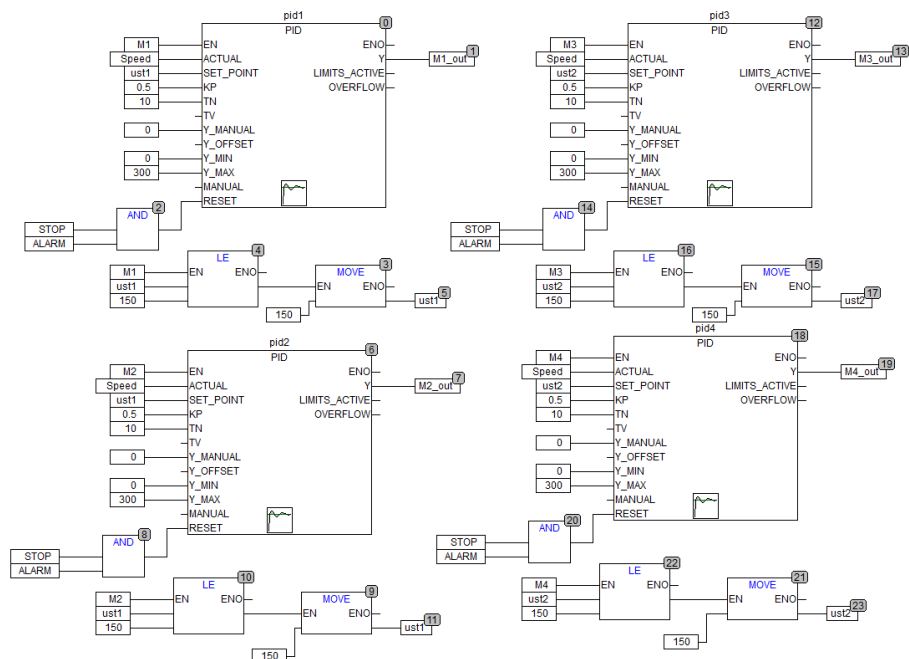 pid1
0
PID
M1 EN ENO
Speed ACTUAL Y M1_out 1
ust1 SET_POINT LIMITS_ACTIVE
0.5 KP OVERFLOW
10 TN
TV
0 Y_MANUAL
Y_OFFSET
0 Y_MIN
300 Y_MAX
MANUAL
RESET
AND 2
STOP
ALARM
LE 4
M1 EN ENO
ust1
150
MOVE 3
EN ENO
150
ust1 5
pid2
6
PID
M2 EN ENO
Speed ACTUAL Y M2_out 7
ust1 SET_POINT LIMITS_ACTIVE
0.5 KP OVERFLOW
10 TN
TV
0 Y_MANUAL
Y_OFFSET
0 Y_MIN
300 Y_MAX
MANUAL
RESET
AND 8
STOP
ALARM
LE 10
M2 EN ENO
ust1
150
MOVE 9
EN ENO
150
ust1 11
pid3
12
PID
M3 EN ENO
Speed ACTUAL Y M3_out 13
ust2 SET_POINT LIMITS_ACTIVE
0.5 KP OVERFLOW
10 TN
TV
0 Y_MANUAL
Y_OFFSET
0 Y_MIN
300 Y_MAX
MANUAL
RESET
AND 14
STOP
ALARM
LE 16
M3 EN ENO
ust2
150
MOVE 15
EN ENO
150
ust2 17
pid4
18
PID
M4 EN ENO
Speed ACTUAL Y M4_out 19
ust2 SET_POINT LIMITS_ACTIVE
0.5 KP OVERFLOW
10 TN
TV
0 Y_MANUAL
Y_OFFSET
0 Y_MIN
300 Y_MAX
MANUAL
RESET
AND 20
STOP
ALARM
LE 22
M4 EN ENO
ust2
150
MOVE 21
EN ENO
150
ust2 23